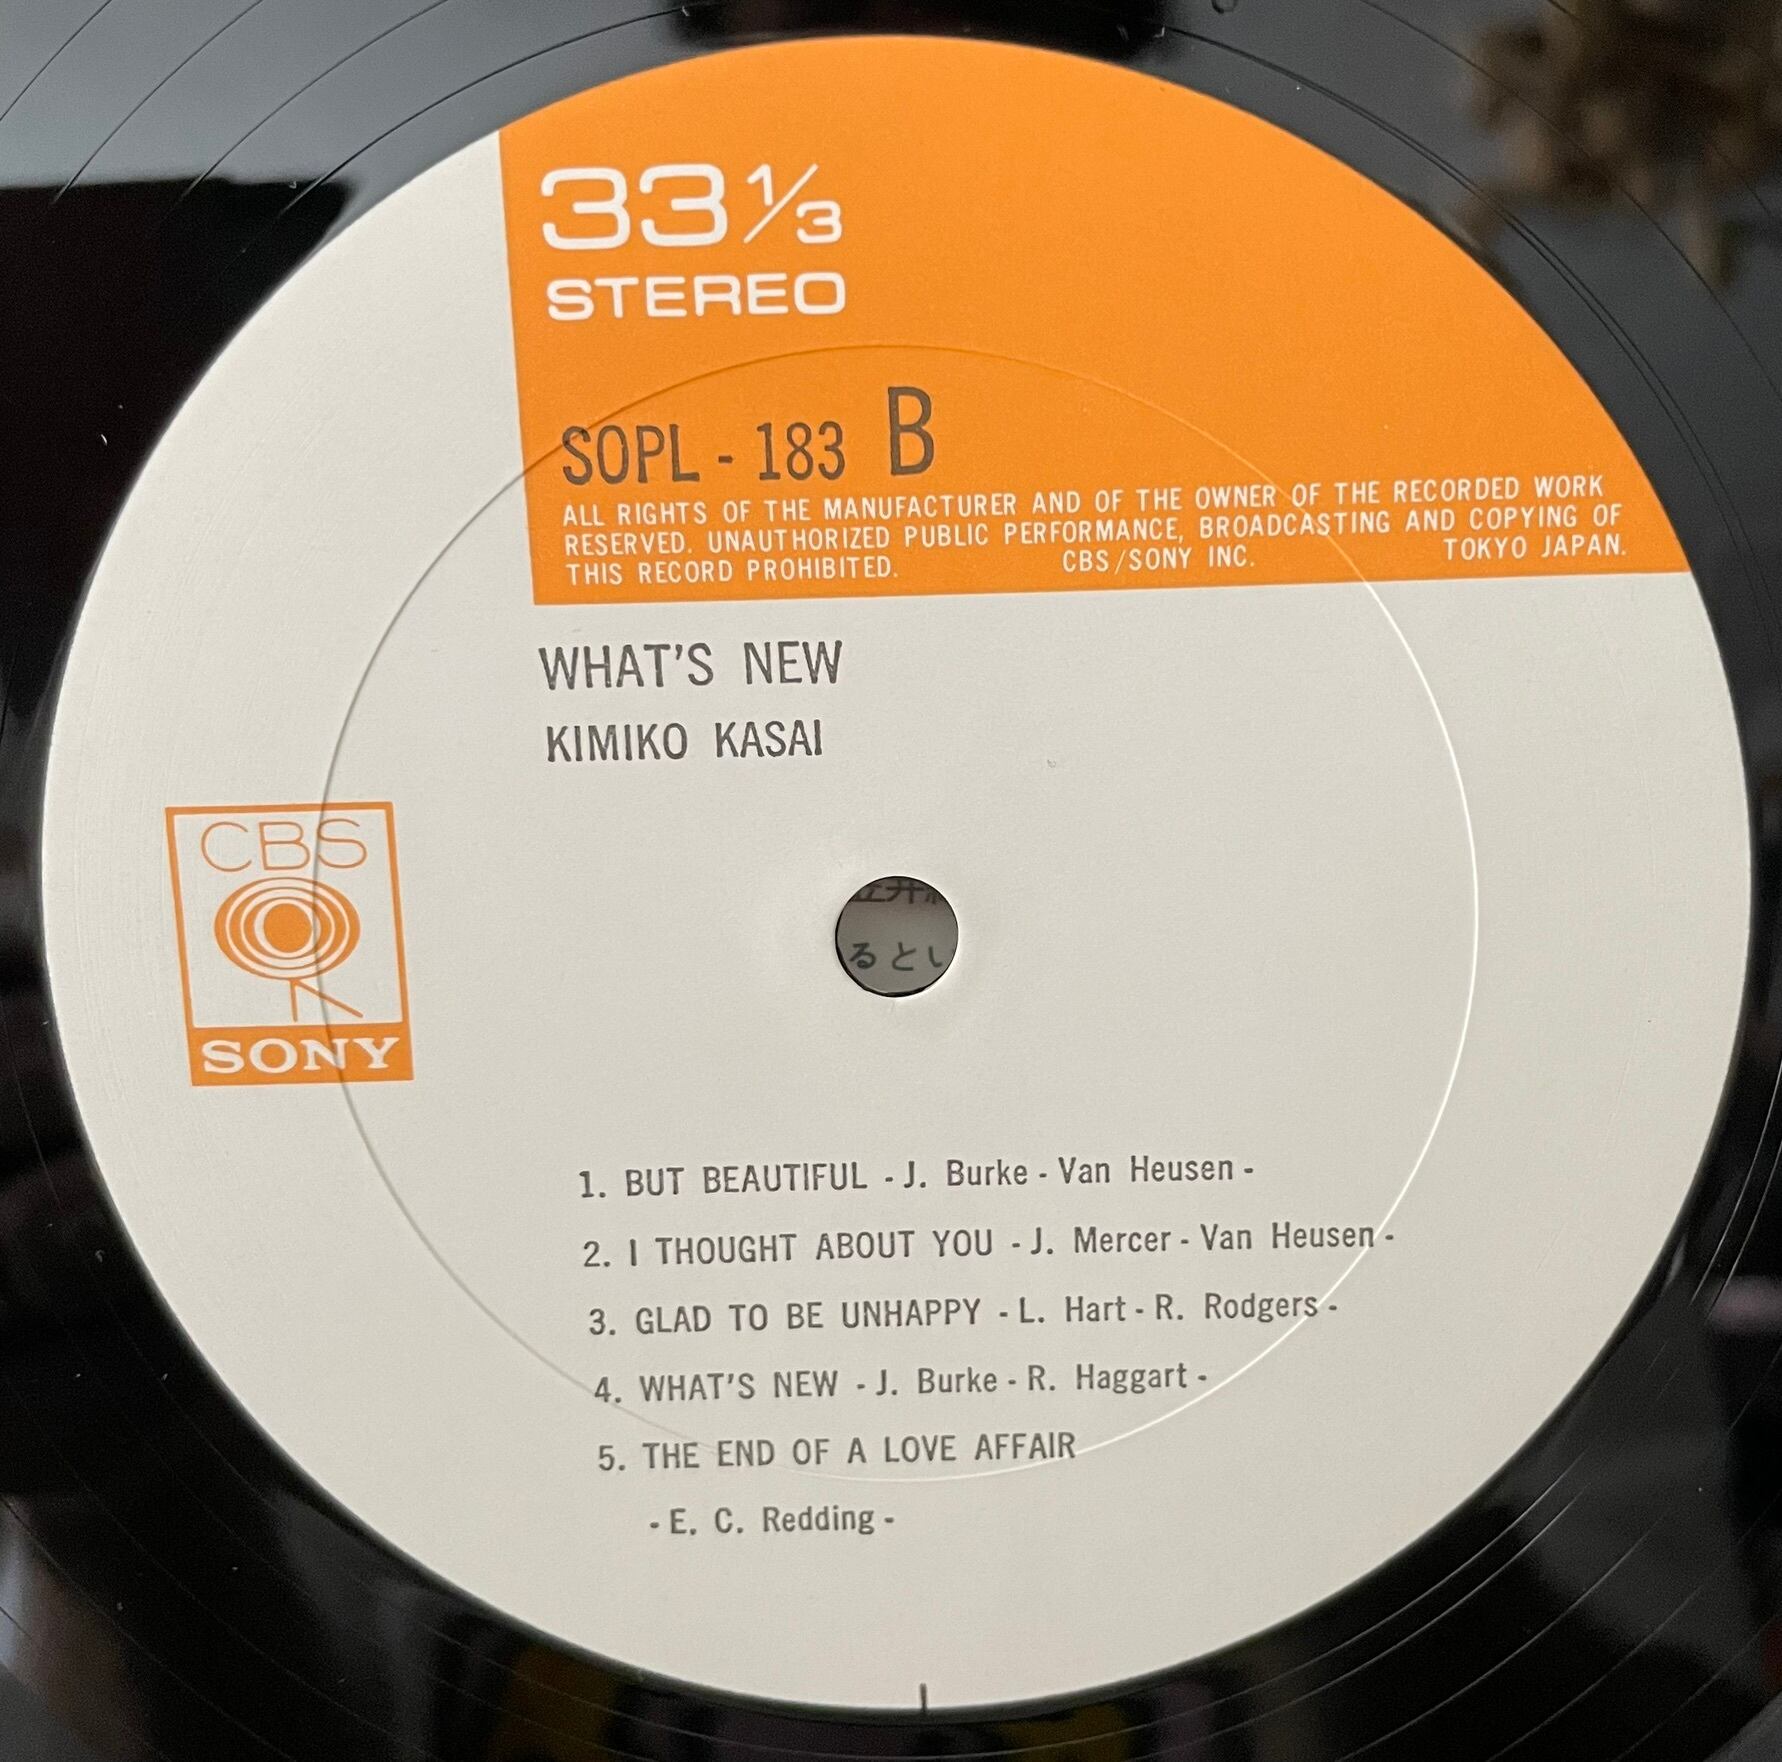 33 1/3
STEREO
SOPL - 183 B
ALL RIGHTS OF THE MANUFACTURER AND OF THE OWNER OF THE RECORDED WORK
RESERVED. UNAUTHORIZED PUBLIC PERFORMANCE, BROADCASTING AND COPYING OF
THIS RECORD PROHIBITED. CBS/SONY INC. TOKYO JAPAN.
WHAT'S NEW
KIMIKO KASAI
CBS
SONY
ると
1. BUT BEAUTIFUL - J. Burke - Van Heusen -
2. I THOUGHT ABOUT YOU - J. Mercer - Van Heusen -
3. GLAD TO BE UNHAPPY - L. Hart - R. Rodgers -
4. WHAT'S NEW - J. Burke - R. Haggart -
5. THE END OF A LOVE AFFAIR
- E. C. Redding -